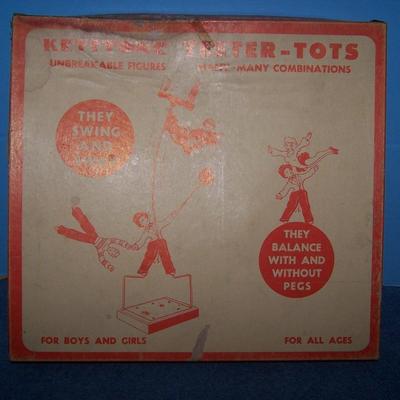 TEETER-TOTS
UNBREAKABLE FIGURES
MANY COMBINATIONS
THEY
SWING
AND
THEY
BALANCE
WITH AND
WITHOUT
PEGS
FOR BOYS AND GIRLS
FOR ALL AGES